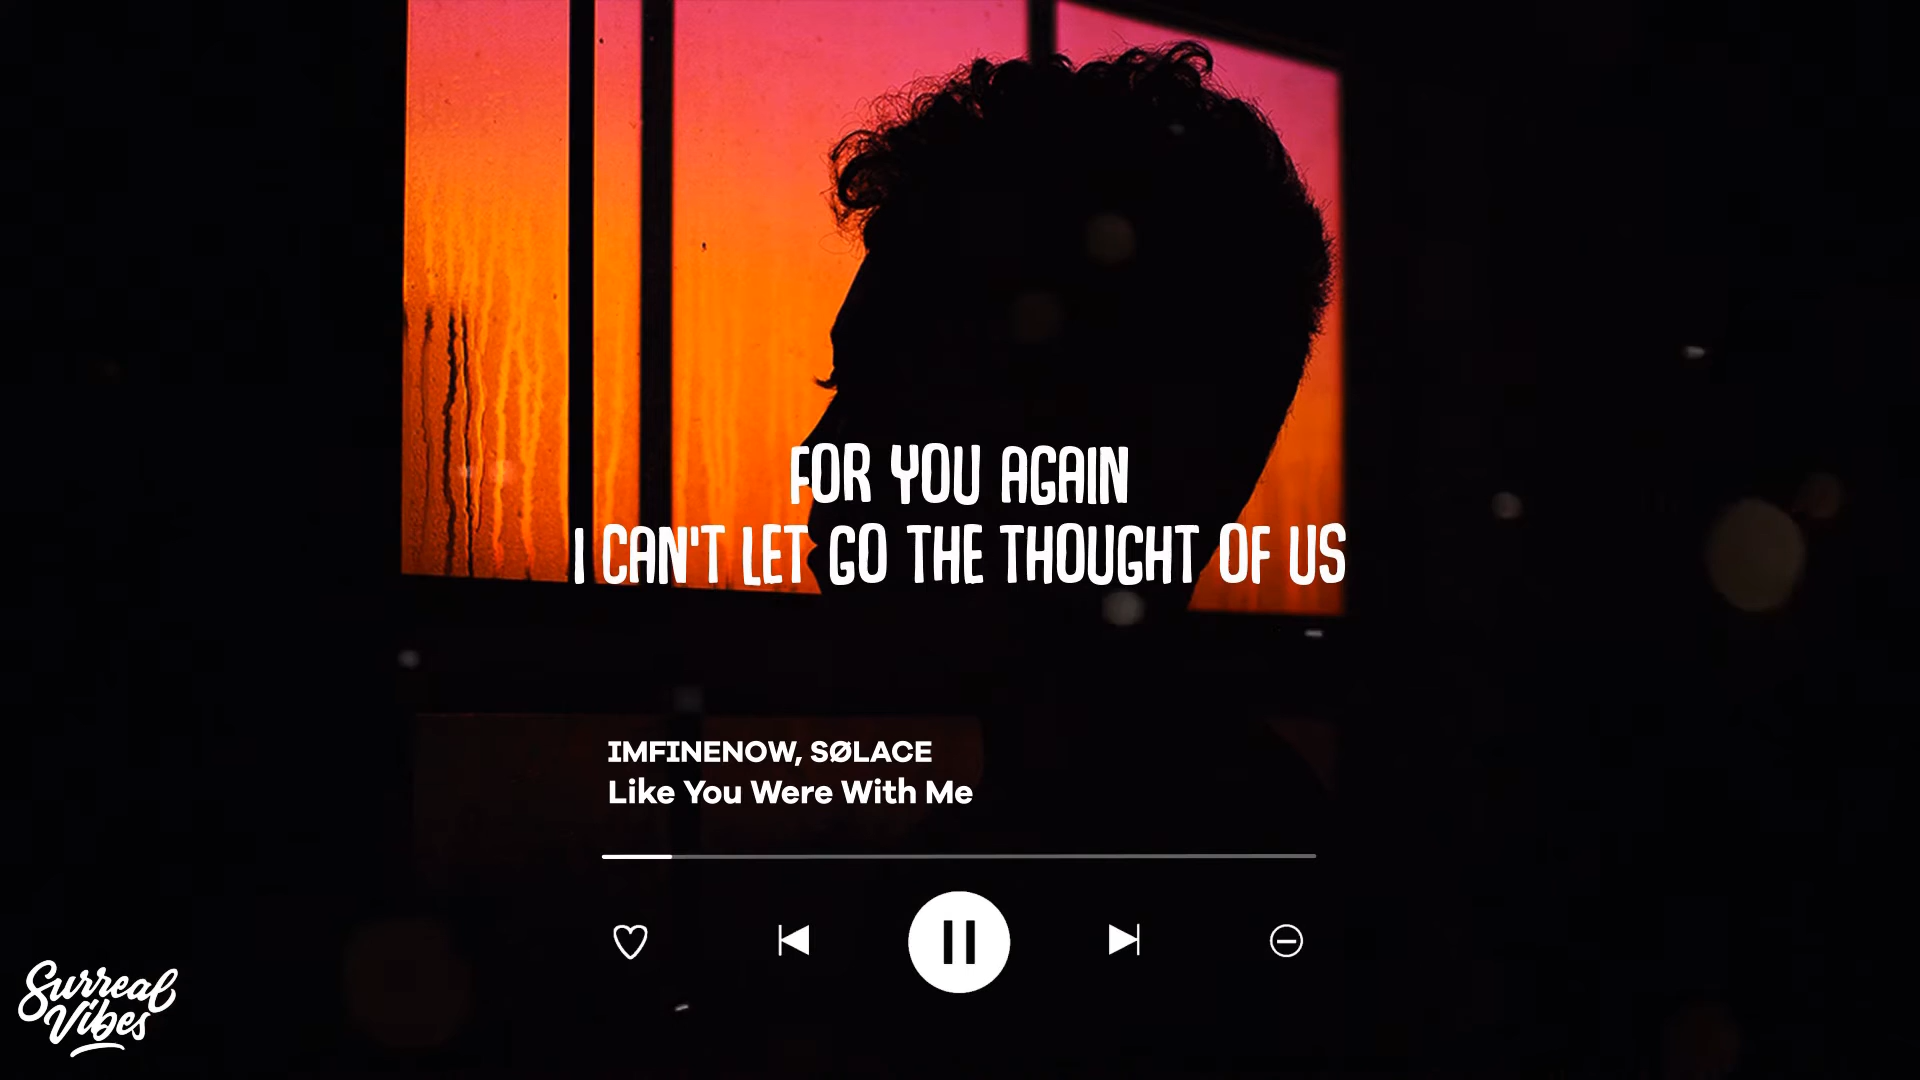 FOR YOU AGAIN
I CAN'T LET GO THE THOUGHT OF US
IMFINENOW, SØLACE
Like You Were With Me
Surreal
Vibes